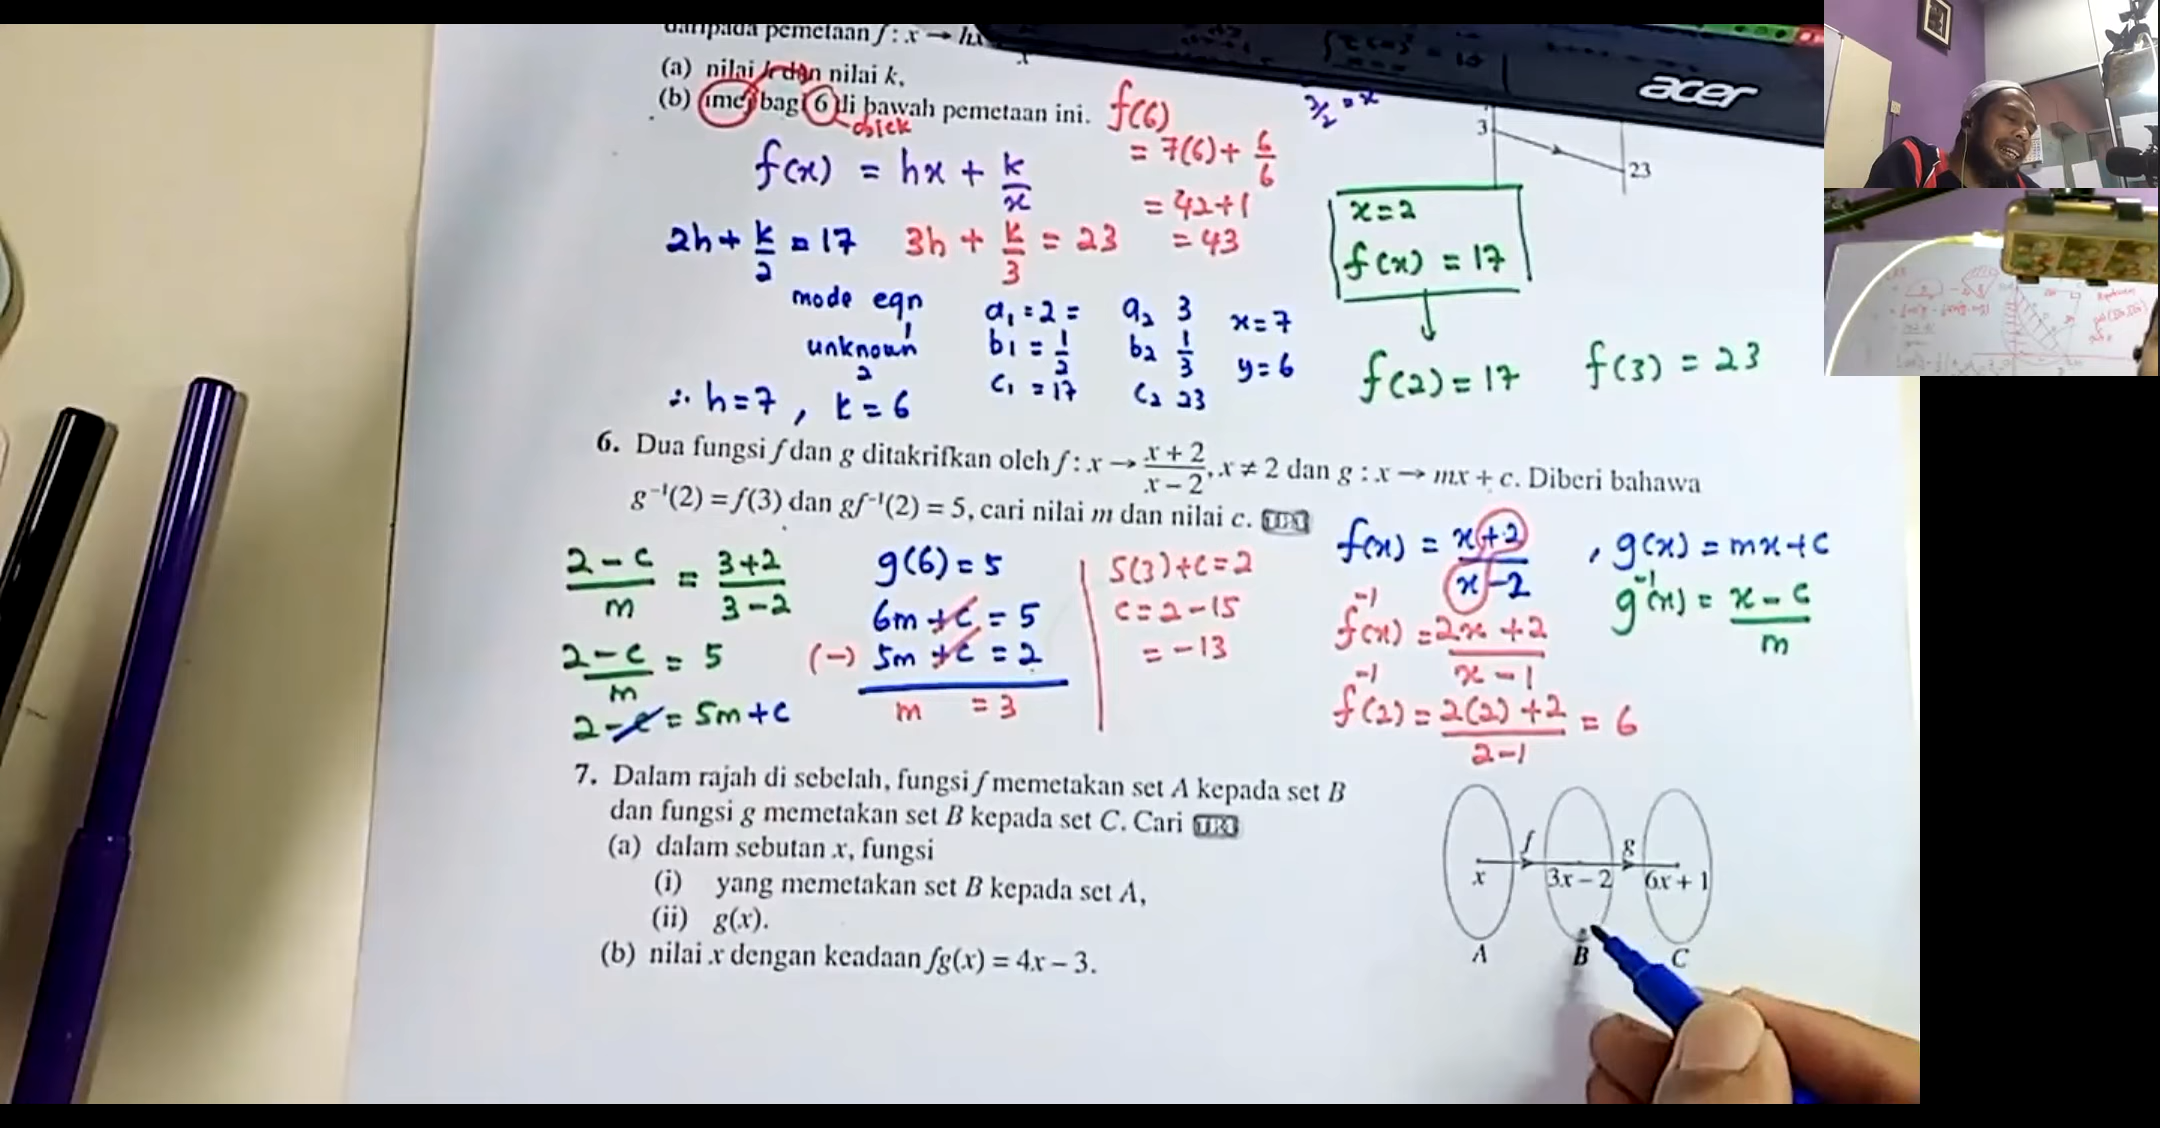 daripada pemetaan f : x → hx
(a) nilai h dan nilai k,
(b) imej bagi 6 di bawah pemetaan ini.
objek
acer
f(6)
= 7(6) + 6/6
= 42+1
= 43
3/2 = x
3
23
f(x) = hx + k/x
2h + k/2 = 17
3h + k/3 = 23
x = 2
f(x) = 17
f(2) = 17
f(3) = 23
mode eqn
unknown
2
a₁ = 2 =
b₁ = 1/2
c₁ = 17
a₂ 3
b₂ 1/3
c₂ 23
x = 7
y = 6
∴ h = 7 , k = 6
6. Dua fungsi f dan g ditakrifkan oleh f : x → (x + 2)/(x − 2), x ≠ 2 dan g : x → mx + c. Diberi bahawa
g⁻¹(2) = f(3) dan gf⁻¹(2) = 5, cari nilai m dan nilai c.
(2 − c)/m = (3+2)/(3−2)
(2 − c)/m = 5
2 − c = 5m + c
g(6) = 5
6m + c = 5
(−) 5m + c = 2
m = 3
5(3) + c = 2
c = 2 − 15
= −13
f(x) = (x+2)/(x−2) , g(x) = mx + c
f⁻¹(x) = (2x + 2)/(x − 1)
g⁻¹(x) = (x − c)/m
f⁻¹(2) = (2(2) + 2)/(2 − 1) = 6
7. Dalam rajah di sebelah, fungsi f memetakan set A kepada set B
dan fungsi g memetakan set B kepada set C. Cari
(a) dalam sebutan x, fungsi
(i) yang memetakan set B kepada set A,
(ii) g(x).
(b) nilai x dengan keadaan fg(x) = 4x − 3.
f g
x 3x − 2 6x + 1
A B C